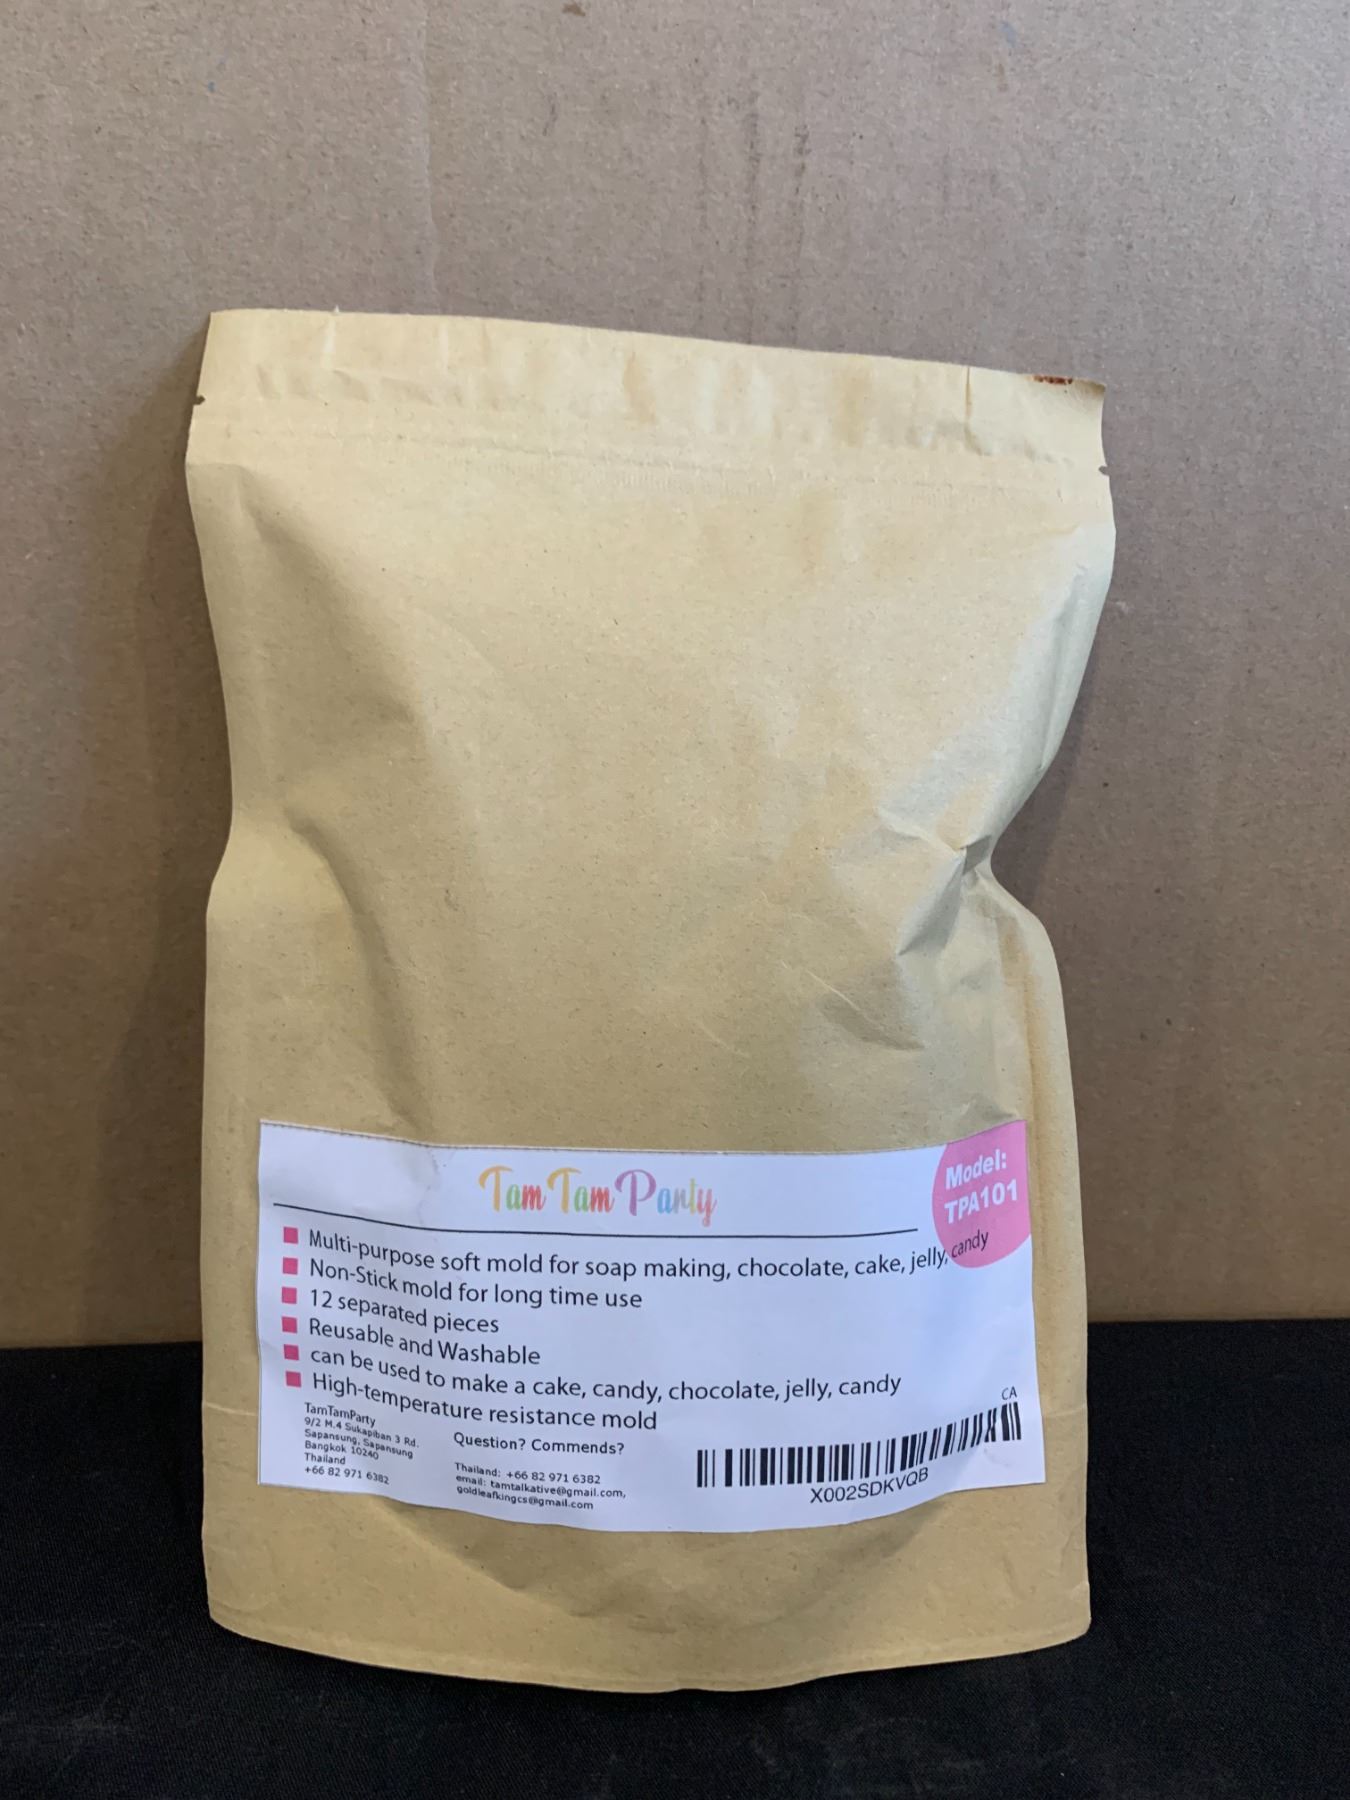 Tam Tam Party
Model:
TPA101
Multi-purpose soft mold for soap making, chocolate, cake, jelly, candy
Non-Stick mold for long time use
12 separated pieces
Reusable and Washable
can be used to make a cake, candy, chocolate, jelly, candy
High-temperature resistance mold
TamTamParty
9/2 M.4 Sukapiban 3 Rd.
Sapansung, Sapansung
Bangkok 10240
Thailand
+66 82 971 6382
Question? Commends?
Thailand: +66 82 971 6382
email: tamtalkative@gmail.com,
goldleafkingcs@gmail.com
CA
X002SDKVQB